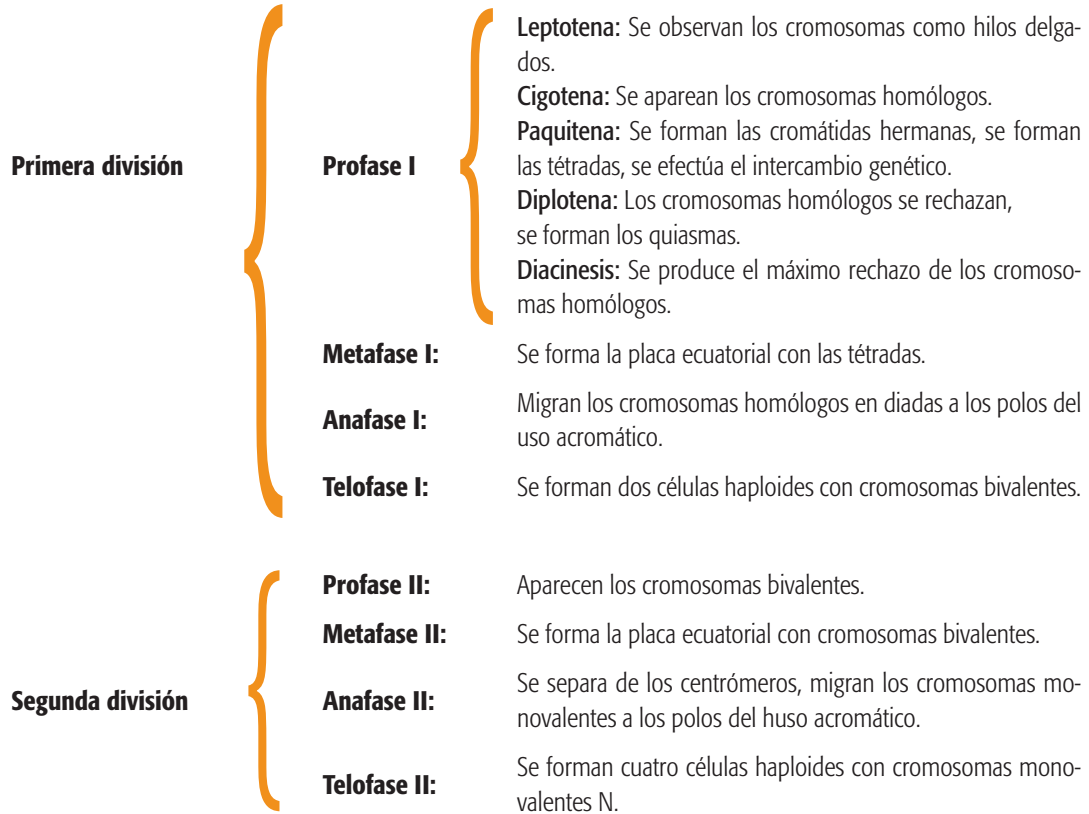 Primera división
Profase I
Leptotena: Se observan los cromosomas como hilos delga-
dos.
Cigotena: Se aparean los cromosomas homólogos.
Paquitena: Se forman las cromátidas hermanas, se forman
las tétradas, se efectúa el intercambio genético.
Diplotena: Los cromosomas homólogos se rechazan,
se forman los quiasmas.
Diacinesis: Se produce el máximo rechazo de los cromoso-
mas homólogos.
Metafase I: Se forma la placa ecuatorial con las tétradas.
Anafase I: Migran los cromosomas homólogos en diadas a los polos del
uso acromático.
Telofase I: Se forman dos células haploides con cromosomas bivalentes.
Segunda división
Profase II: Aparecen los cromosomas bivalentes.
Metafase II: Se forma la placa ecuatorial con cromosomas bivalentes.
Anafase II: Se separa de los centrómeros, migran los cromosomas mo-
novalentes a los polos del huso acromático.
Telofase II: Se forman cuatro células haploides con cromosomas mono-
valentes N.